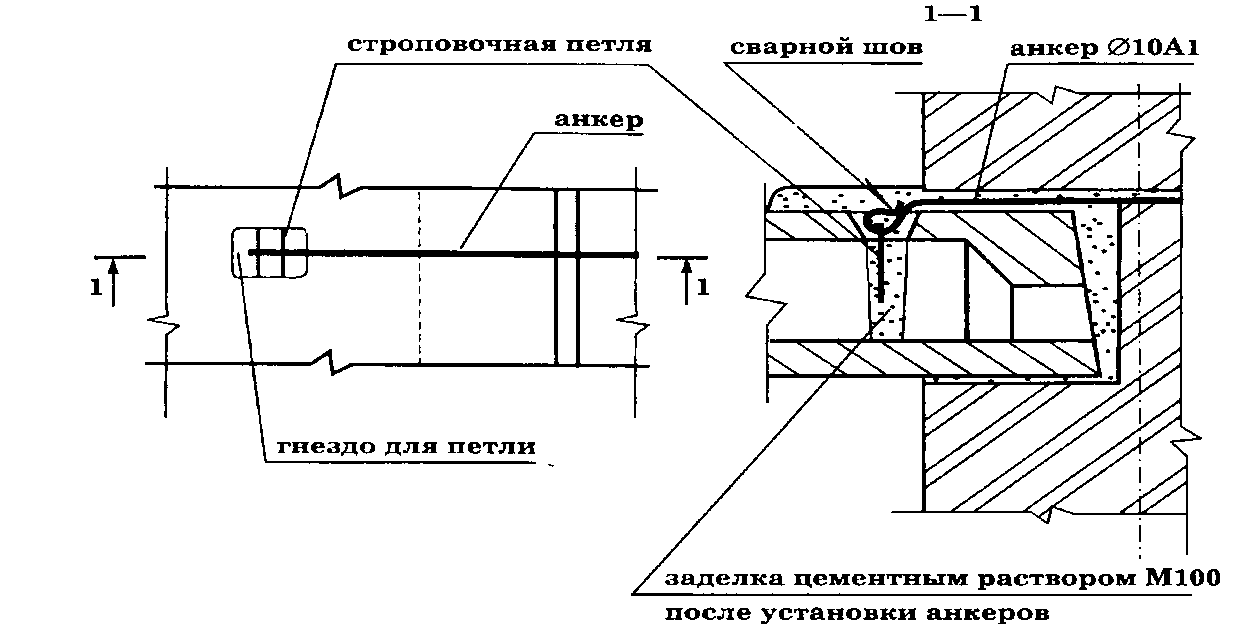 1—1
строповочная петля
сварной шов
анкер ∅10А1
анкер
1
1
гнездо для петли
заделка цементным раствором М100
после установки анкеров